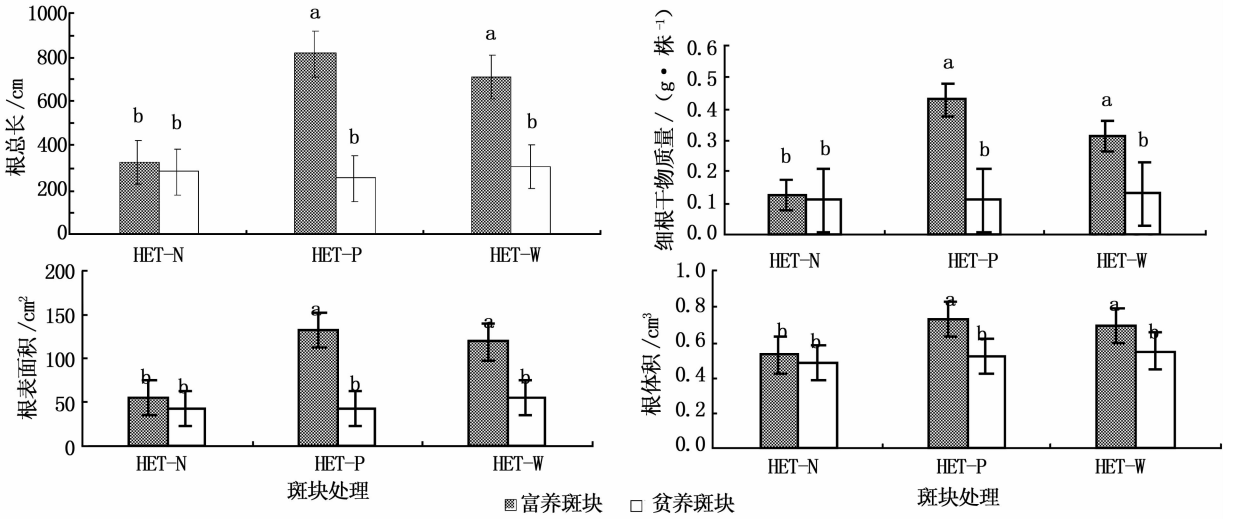 根总长/cm
1000
800
600
400
200
0
a
a
b
b
b
b
HET-N
HET-P
HET-W
细根干物质量/(g·株⁻¹)
0.6
0.5
0.4
0.3
0.2
0.1
0.0
a
a
b
b
b
b
HET-N
HET-P
HET-W
根表面积/cm²
200
150
100
50
0
a
a
b
b
b
b
HET-N
HET-P
HET-W
斑块处理
根体积/cm³
1.0
0.8
0.6
0.4
0.2
0.0
a
a
b
b
b
b
HET-N
HET-P
HET-W
斑块处理
富养斑块 贫养斑块